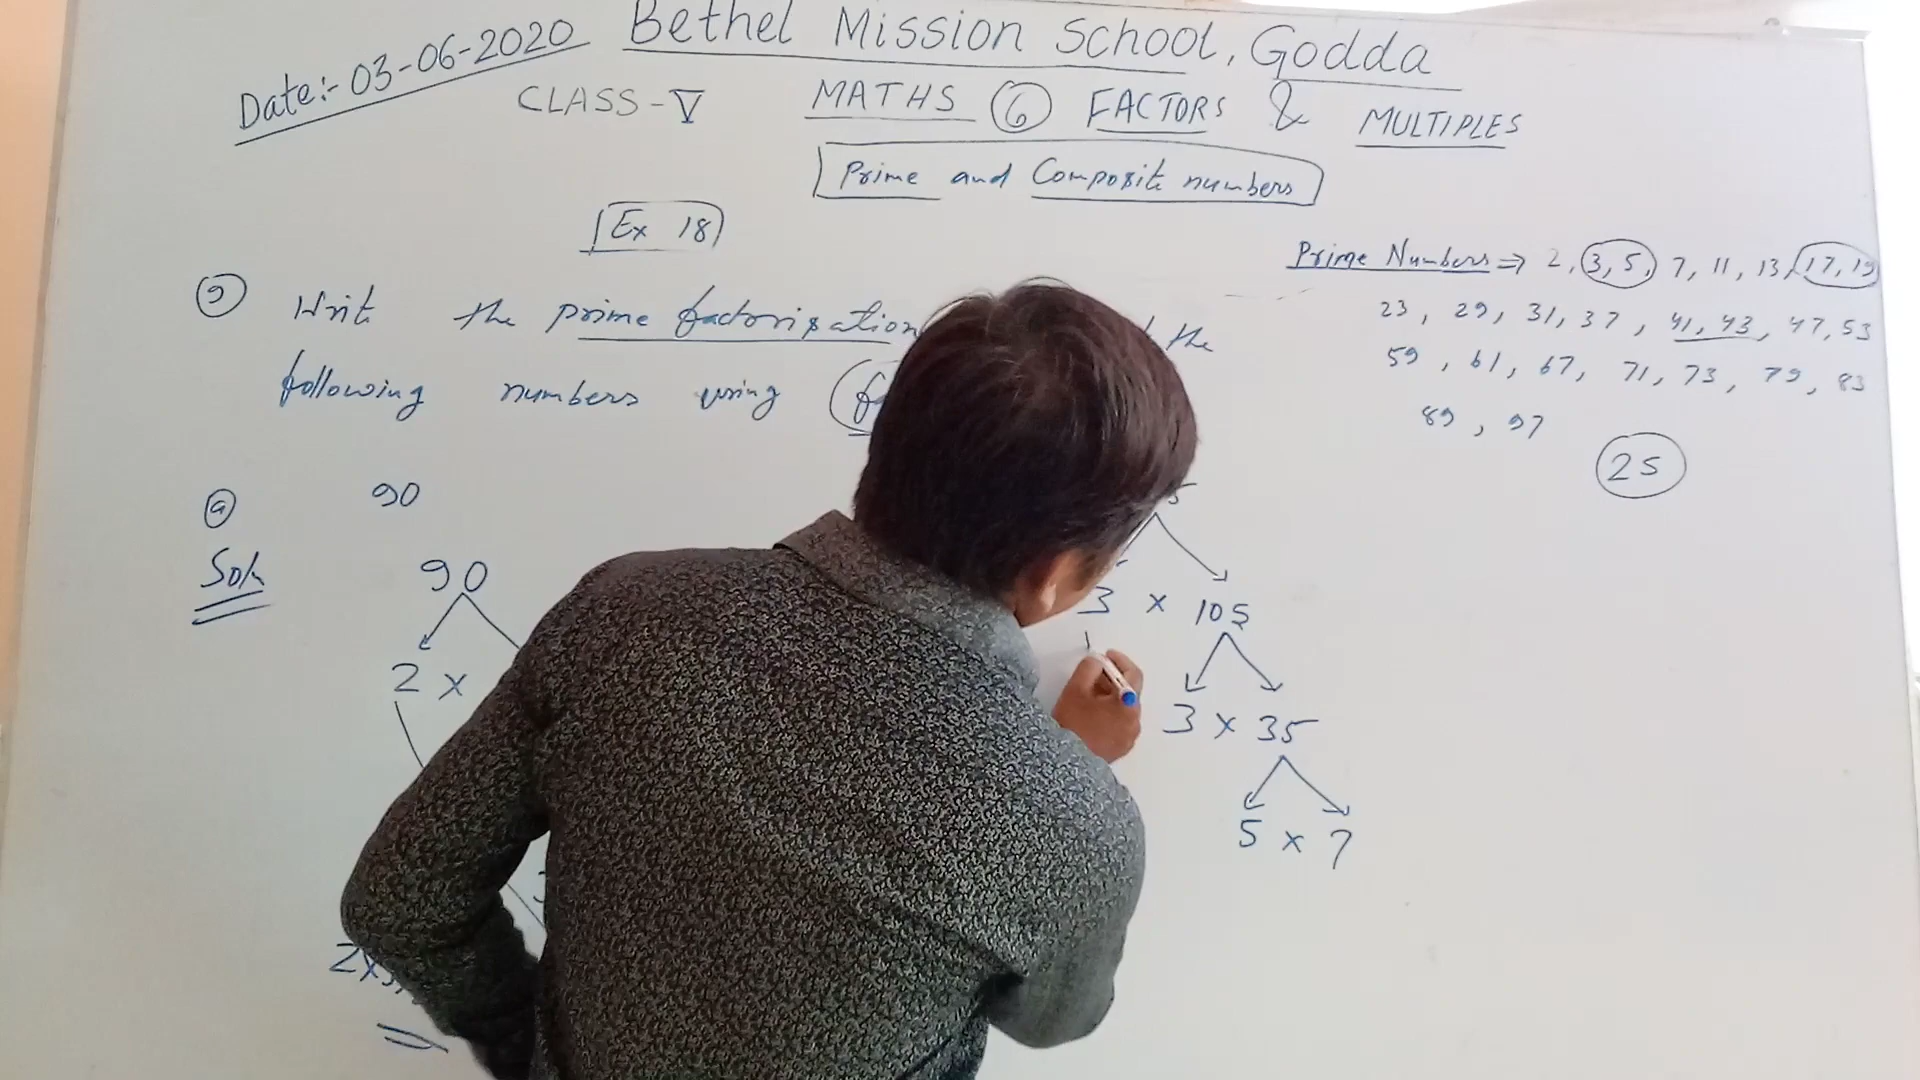 Date:- 03-06-2020
Bethel Mission School, Godda
CLASS-V MATHS 6 FACTORS & MULTIPLES
Prime and Composite numbers
Ex 18
Prime Numbers ⇒ 2, 3, 5, 7, 11, 13, 17, 19
23, 29, 31, 37, 41, 43, 47, 53
59, 61, 67, 71, 73, 79, 83
89, 97
25
9 Write the prime factorization the
following numbers using
a 90
Soln
90
2 x
3 x 105
3 x 35
5 x 7
2x3